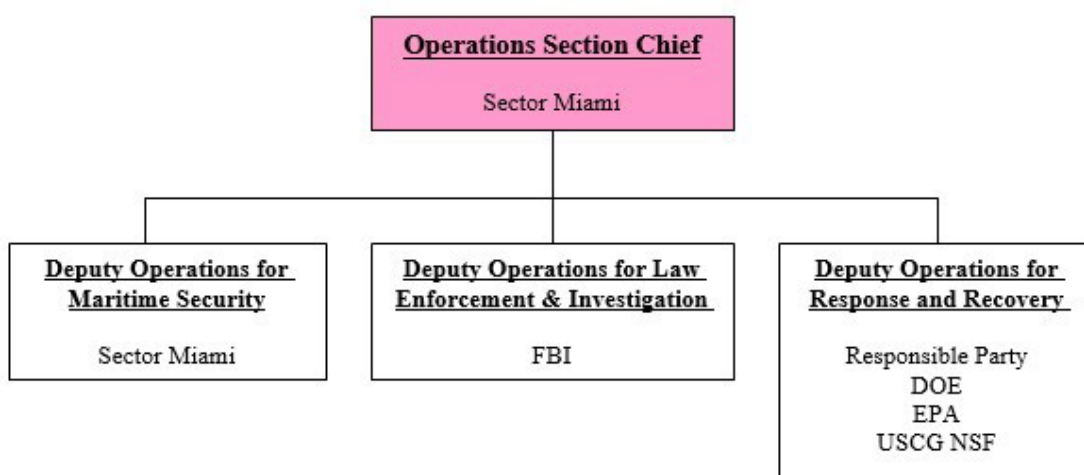 Operations Section Chief
Sector Miami
Deputy Operations for
Maritime Security
Sector Miami
Deputy Operations for Law
Enforcement & Investigation
FBI
Deputy Operations for
Response and Recovery
Responsible Party
DOE
EPA
USCG NSF